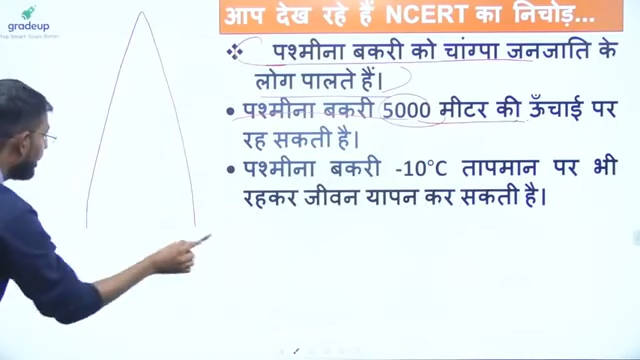 gradeup
आप देख रहे हैं NCERT का निचोड़...
❖ पश्मीना बकरी को चांग्पा जनजाति के
लोग पालते हैं।
• पश्मीना बकरी 5000 मीटर की ऊँचाई पर
रह सकती है।
• पश्मीना बकरी -10°C तापमान पर भी
रहकर जीवन यापन कर सकती है।